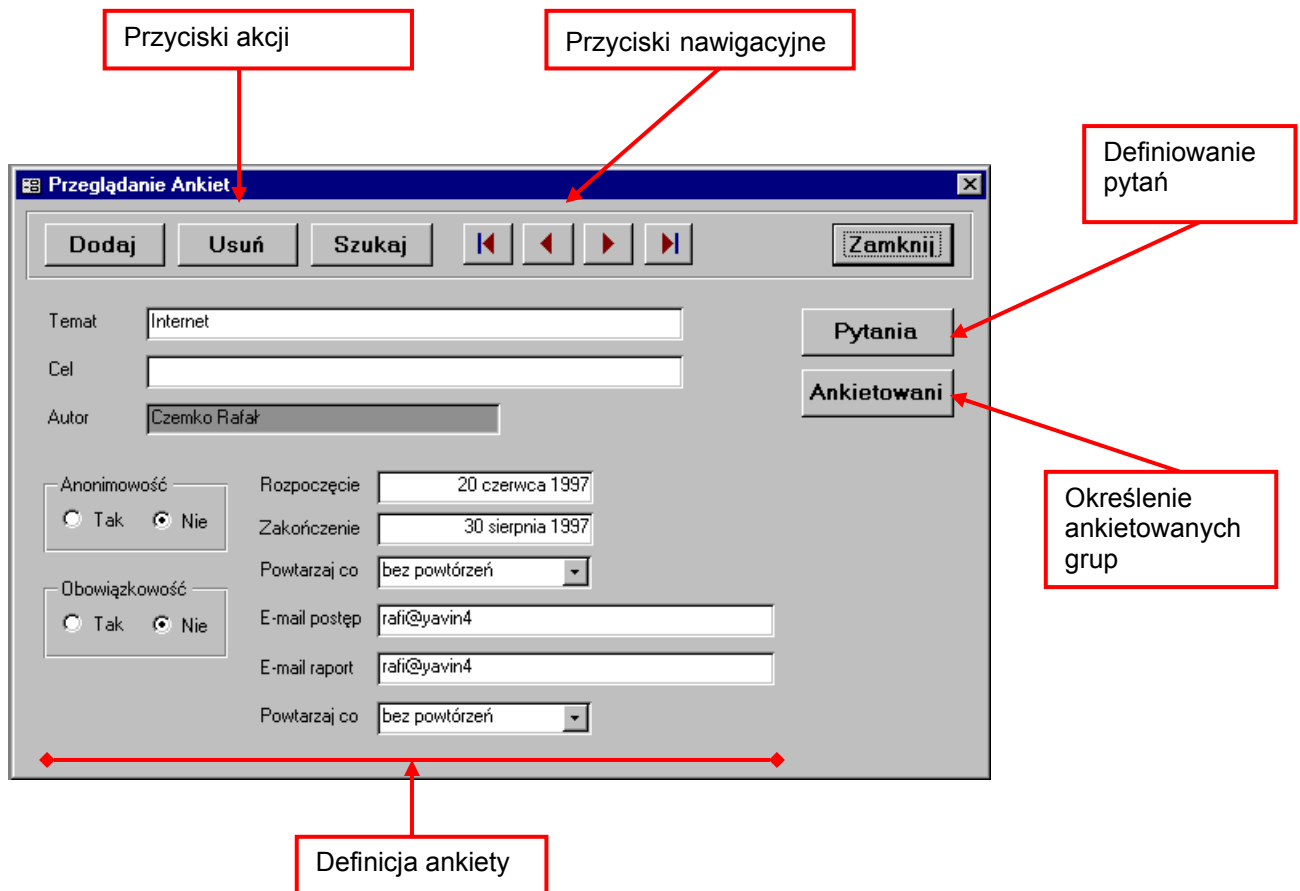 Przyciski akcji
Przyciski nawigacyjne
Definiowanie
pytań
Przeglądanie Ankiet
Dodaj Usuń Szukaj Zamknij
Temat Internet
Pytania
Cel
Ankietowani
Autor Czemko Rafał
Anonimowość
Tak Nie
Rozpoczęcie 20 czerwca 1997
Zakończenie 30 sierpnia 1997
Powtarzaj co bez powtórzeń
Obowiązkowość
Tak Nie
E-mail postęp rafi@yavin4
E-mail raport rafi@yavin4
Powtarzaj co bez powtórzeń
Określenie
ankietowanych
grup
Definicja ankiety